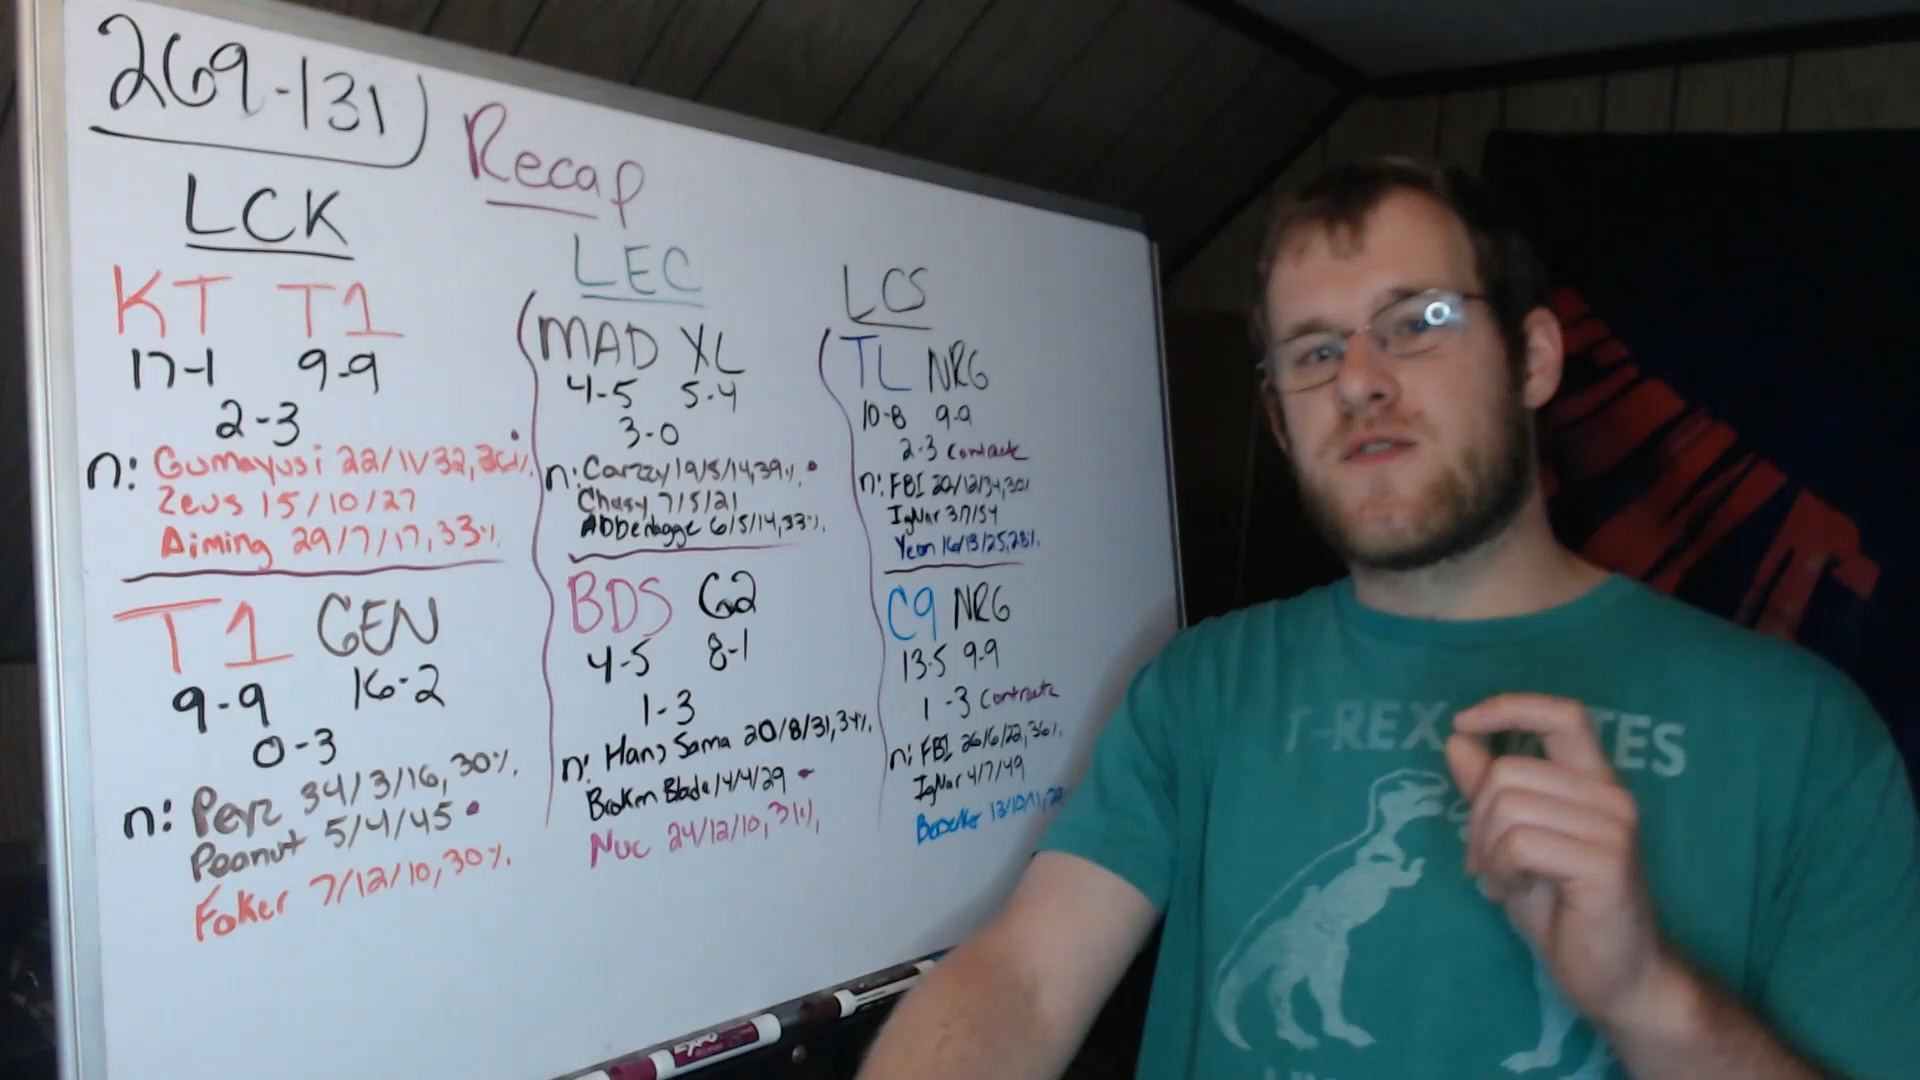 269-131
Recap
LCK
KT T1
17-1 9-9
2-3
n: Gumayusi 22/11/32,
Zeus 15/10/27
Aiming 29/7/17, 33%
T1 GEN
9-9 16-2
0-3
n: Peyz 34/3/16, 30%.
Peanut 5/4/45
Faker 7/12/10, 30%.
LEC
MAD XL
4-5 5-4
3-0
n: Carzzy 19/5/14, 39%.
Chasy 7/5/21
Abbedagge 6/5/14, 33%.
BDS G2
4-5 8-1
1-3
n: Hans Sama 20/8/31, 34%.
Broken Blade 14/4/29
Nuc 24/12/10, 31%,
LCS
TL NRG
10-8 9-9
2-3
n: FBI 22/12/34, 30%
IgNar 3/7/54
Yeon 16/13/25, 28%.
C9 NRG
13-5 9-9
1-3
n: FBI 26/6/22, 36%.
IgNar 4/7/49
T-REX
EXPO